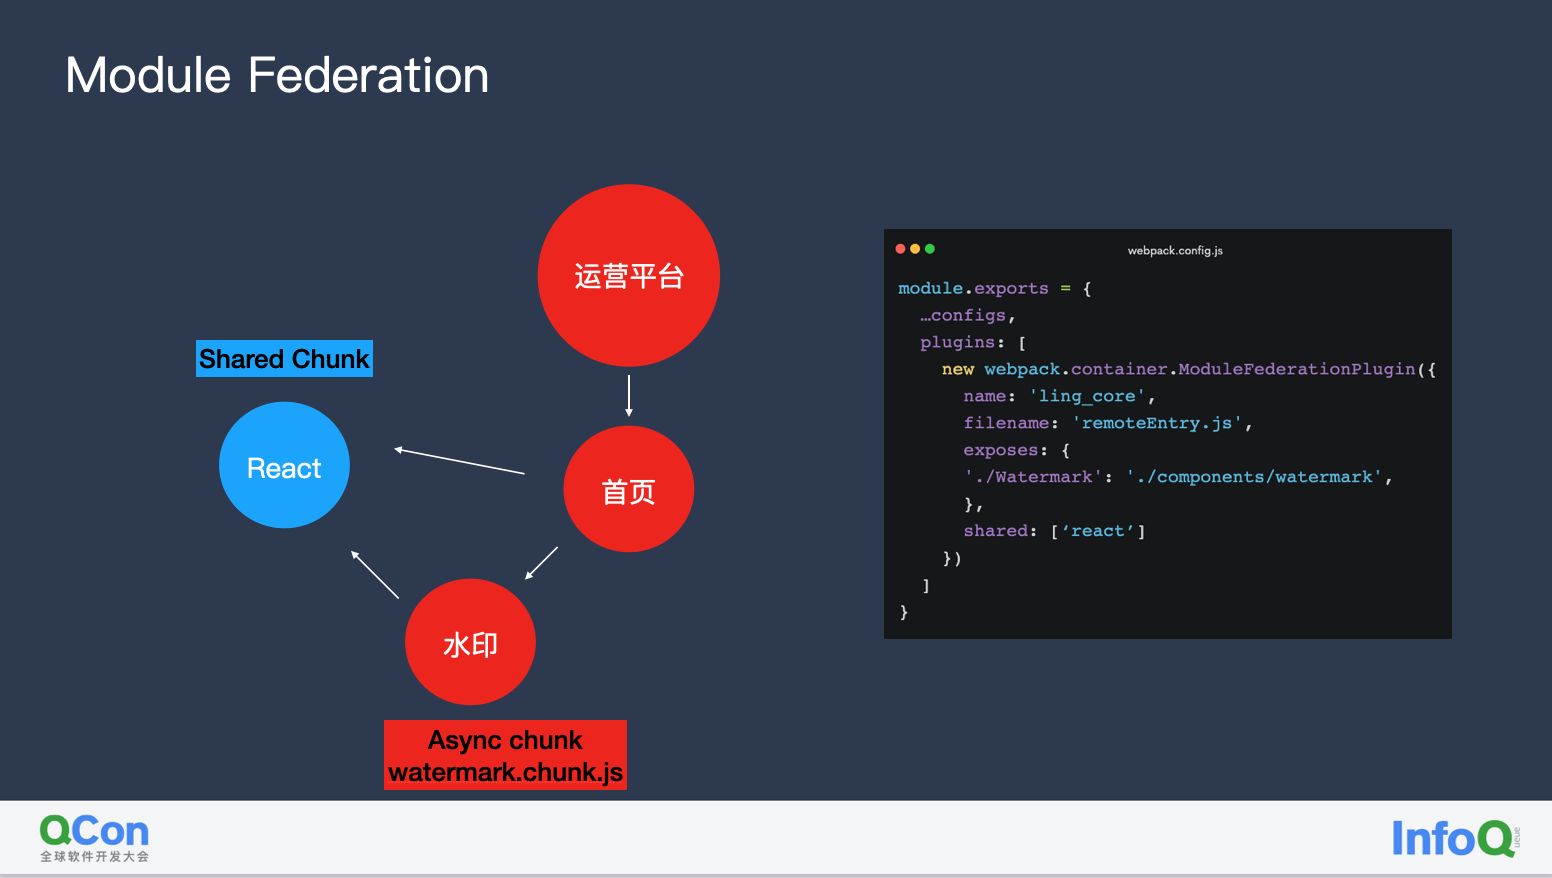 Module Federation
运营平台
Shared Chunk
React
首页
水印
Async chunk
watermark.chunk.js
webpack.config.js
module.exports = {
…configs,
plugins: [
new webpack.container.ModuleFederationPlugin({
name: 'ling_core',
filename: 'remoteEntry.js',
exposes: {
'./Watermark': './components/watermark',
},
shared: [‘react’]
})
]
}
QCon
全球软件开发大会
InfoQ
ueue